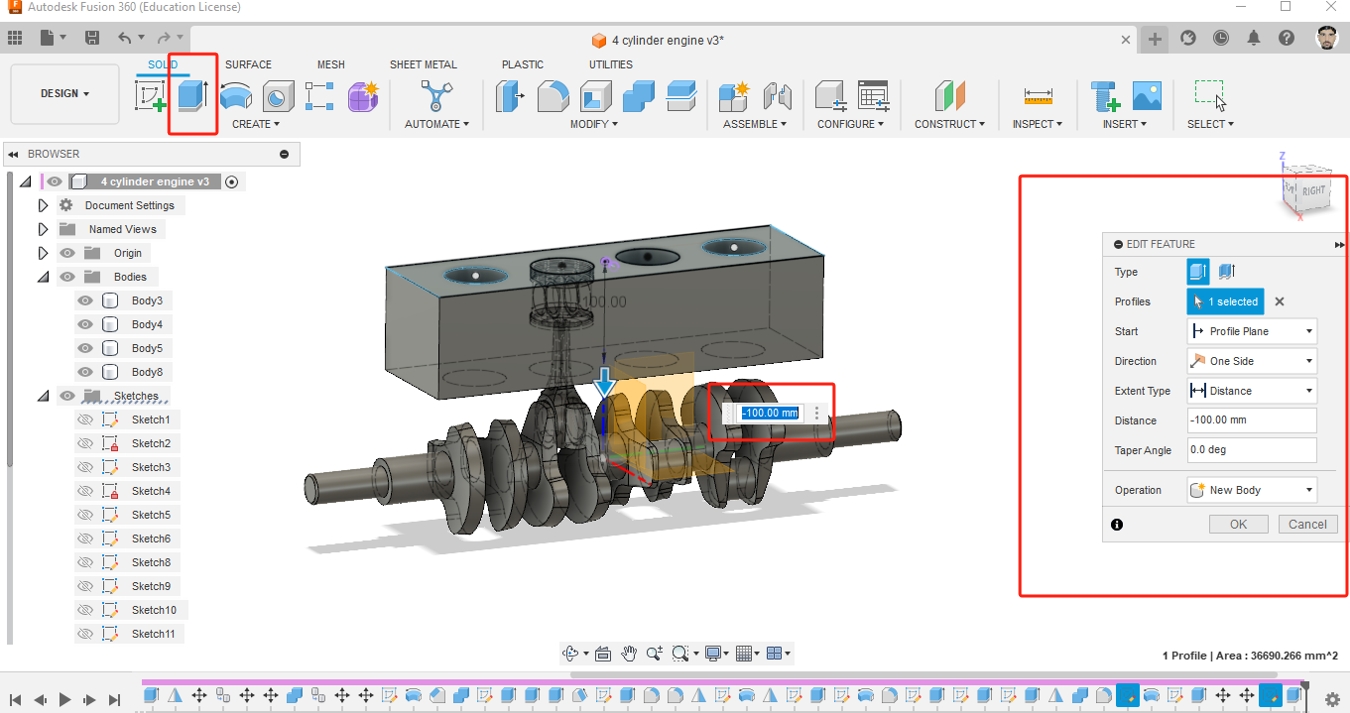 Autodesk Fusion 360 (Education License)
4 cylinder engine v3*
SOLID SURFACE MESH SHEET METAL PLASTIC UTILITIES
DESIGN
CREATE AUTOMATE MODIFY ASSEMBLE CONFIGURE CONSTRUCT INSPECT INSERT SELECT
BROWSER
4 cylinder engine v3
Document Settings
Named Views
Origin
Bodies
Body3
Body4
Body5
Body8
Sketches
Sketch1
Sketch2
Sketch3
Sketch4
Sketch5
Sketch6
Sketch8
Sketch9
Sketch10
Sketch11
100.00
-100.00 mm
Z
RIGHT
X
EDIT FEATURE
Type
Profiles 1 selected
Start Profile Plane
Direction One Side
Extent Type Distance
Distance -100.00 mm
Taper Angle 0.0 deg
Operation New Body
OK Cancel
1 Profile | Area : 36690.266 mm^2